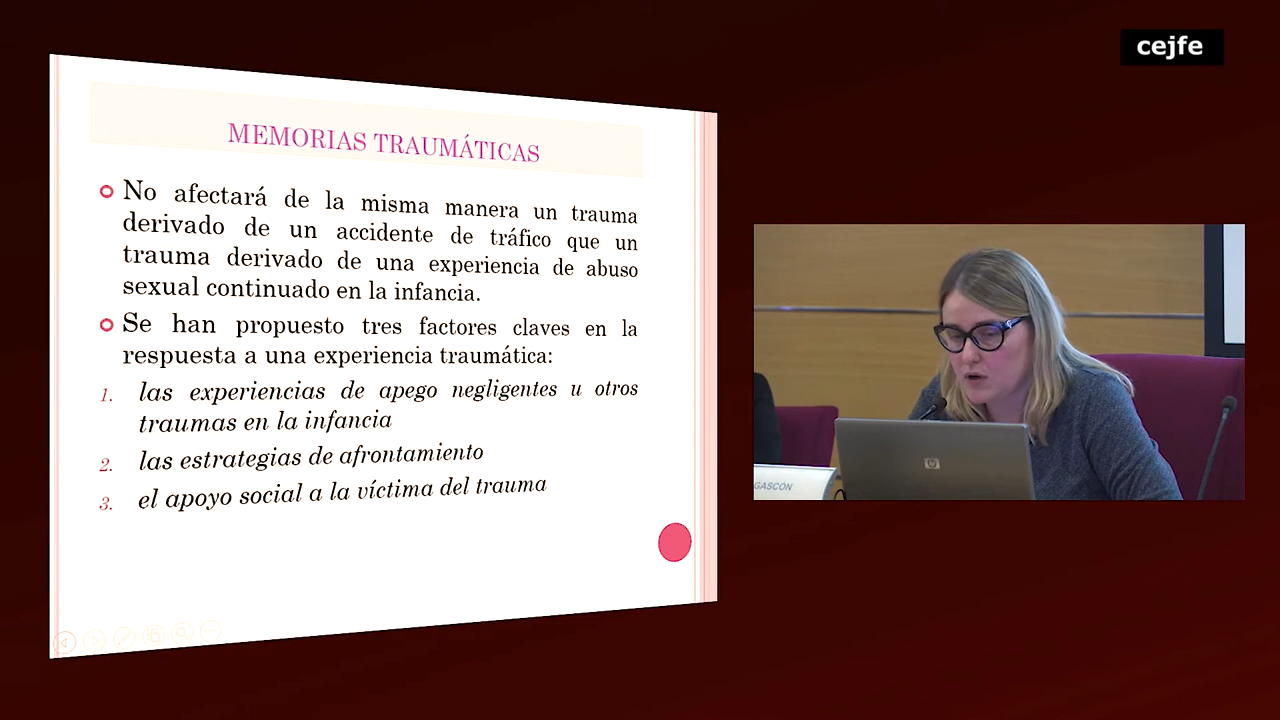 cejfe
MEMORIAS TRAUMÁTICAS
No afectará de la misma manera un trauma
derivado de un accidente de tráfico que un
trauma derivado de una experiencia de abuso
sexual continuado en la infancia.
Se han propuesto tres factores claves en la
respuesta a una experiencia traumática:
1. las experiencias de apego negligentes u otros
traumas en la infancia
2. las estrategias de afrontamiento
3. el apoyo social a la víctima del trauma
GASCÓN
hp